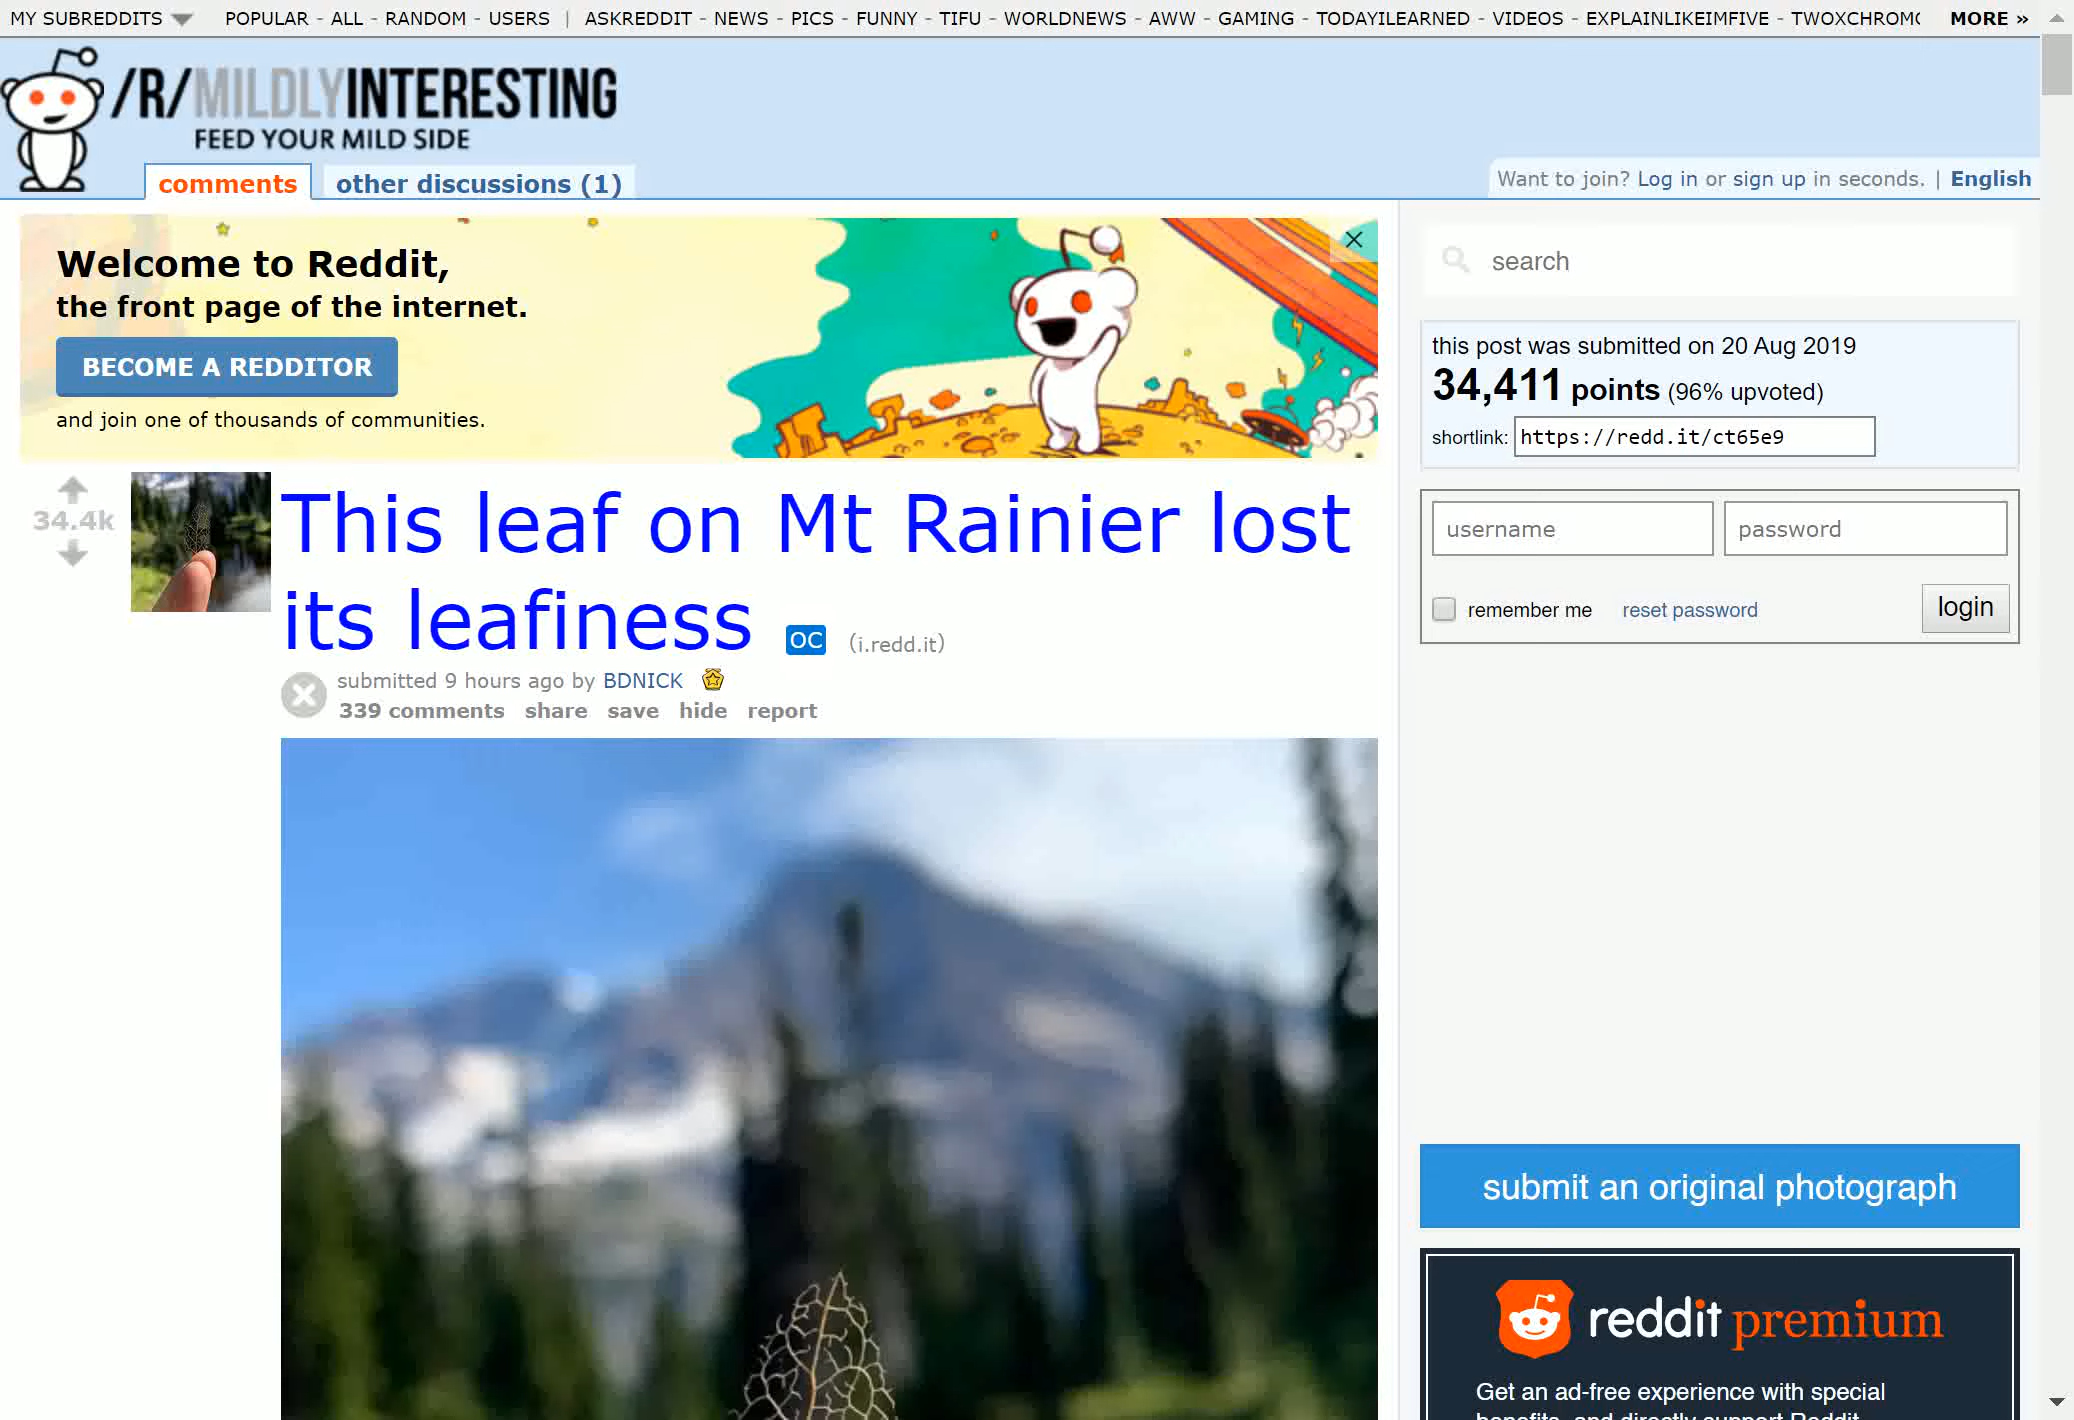 MY SUBREDDITS POPULAR - ALL - RANDOM - USERS | ASKREDDIT - NEWS - PICS - FUNNY - TIFU - WORLDNEWS - AWW - GAMING - TODAYILEARNED - VIDEOS - EXPLAINLIKEIMFIVE - MORE »
/R/MILDLYINTERESTING
FEED YOUR MILD SIDE
comments other discussions (1)
Want to join? Log in or sign up in seconds. | English
Welcome to Reddit,
the front page of the internet.
BECOME A REDDITOR
and join one of thousands of communities.
34.4k
This leaf on Mt Rainier lost
its leafiness OC (i.redd.it)
submitted 9 hours ago by BDNICK
339 comments share save hide report
search
this post was submitted on 20 Aug 2019
34,411 points (96% upvoted)
shortlink: https://redd.it/ct65e9
username password
remember me reset password login
submit an original photograph
reddit premium
Get an ad-free experience with special
benefits, and directly support Reddit.